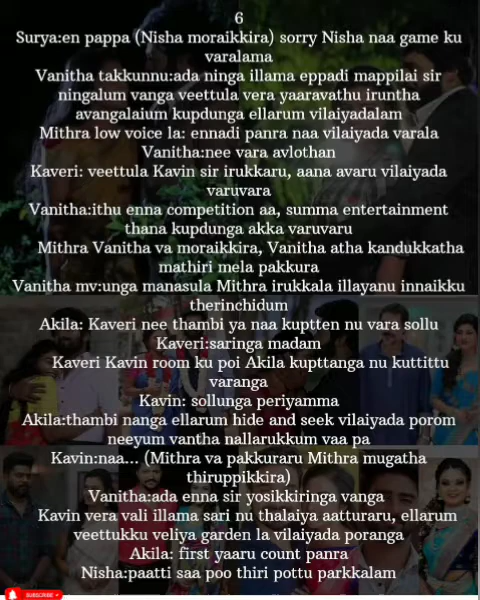 6
Surya:en pappa (Nisha moraikkira) sorry Nisha naa game ku
varalama
Vanitha takkunnu:ada ninga illama eppadi mappilai sir
ningalum vanga veettula vera yaaravathu iruntha
avangalaium kupdunga ellarum vilaiyadalam
Mithra low voice la: ennadi panra naa vilaiyada varala
Vanitha:nee vara avlothan
Kaveri: veettula Kavin sir irukkaru, aana avaru vilaiyada
varuvara
Vanitha:ithu enna competition aa, summa entertainment
thana kupdunga akka varuvaru
Mithra Vanitha va moraikkira, Vanitha atha kandukkatha
mathiri mela pakkura
Vanitha mv:unga manasula Mithra irukkala illayanu innaikku
therinchidum
Akila: Kaveri nee thambi ya naa kuptten nu vara sollu
Kaveri:saringa madam
Kaveri Kavin room ku poi Akila kupttanga nu kuttittu
varanga
Kavin: sollunga periyamma
Akila:thambi nanga ellarum hide and seek vilaiyada porom
neeyum vantha nallarukkum vaa pa
Kavin:naa... (Mithra va pakkuraru Mithra mugatha
thiruppikkira)
Vanitha:ada enna sir yosikkiringa vanga
Kavin vera vali illama sari nu thalaiya aatturaru, ellarum
veettukku veliya garden la vilaiyada poranga
Akila: first yaaru count panra
Nisha:paatti saa poo thiri pottu parkkalam
SUBSCRIBE